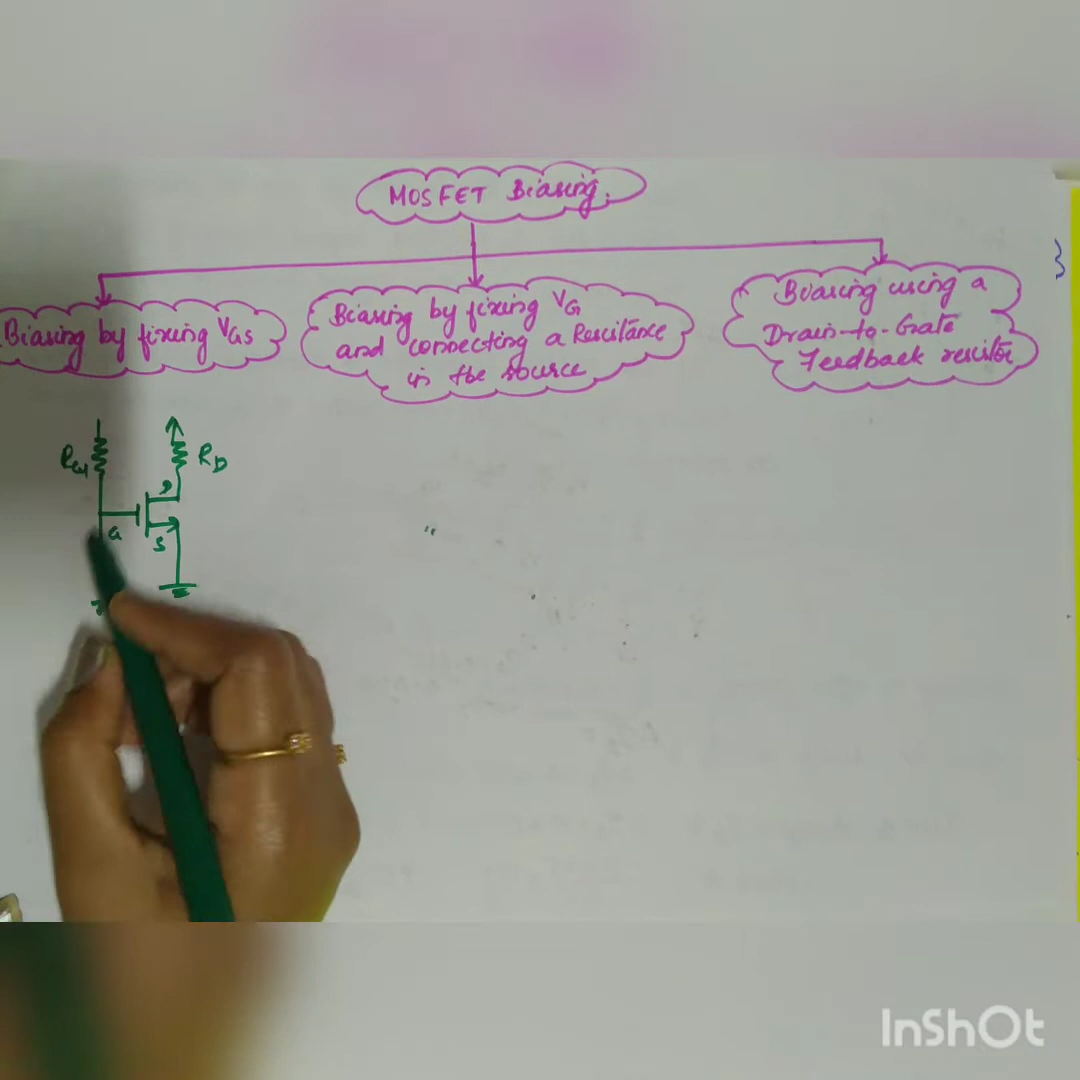 MOSFET Biasing.
Biasing by fixing VGS
Biasing by fixing VG
and connecting a Resistance
in the source
Biasing using a
Drain-to-Gate
Feedback resistor
RG1
RD
D
G
S
InShOt